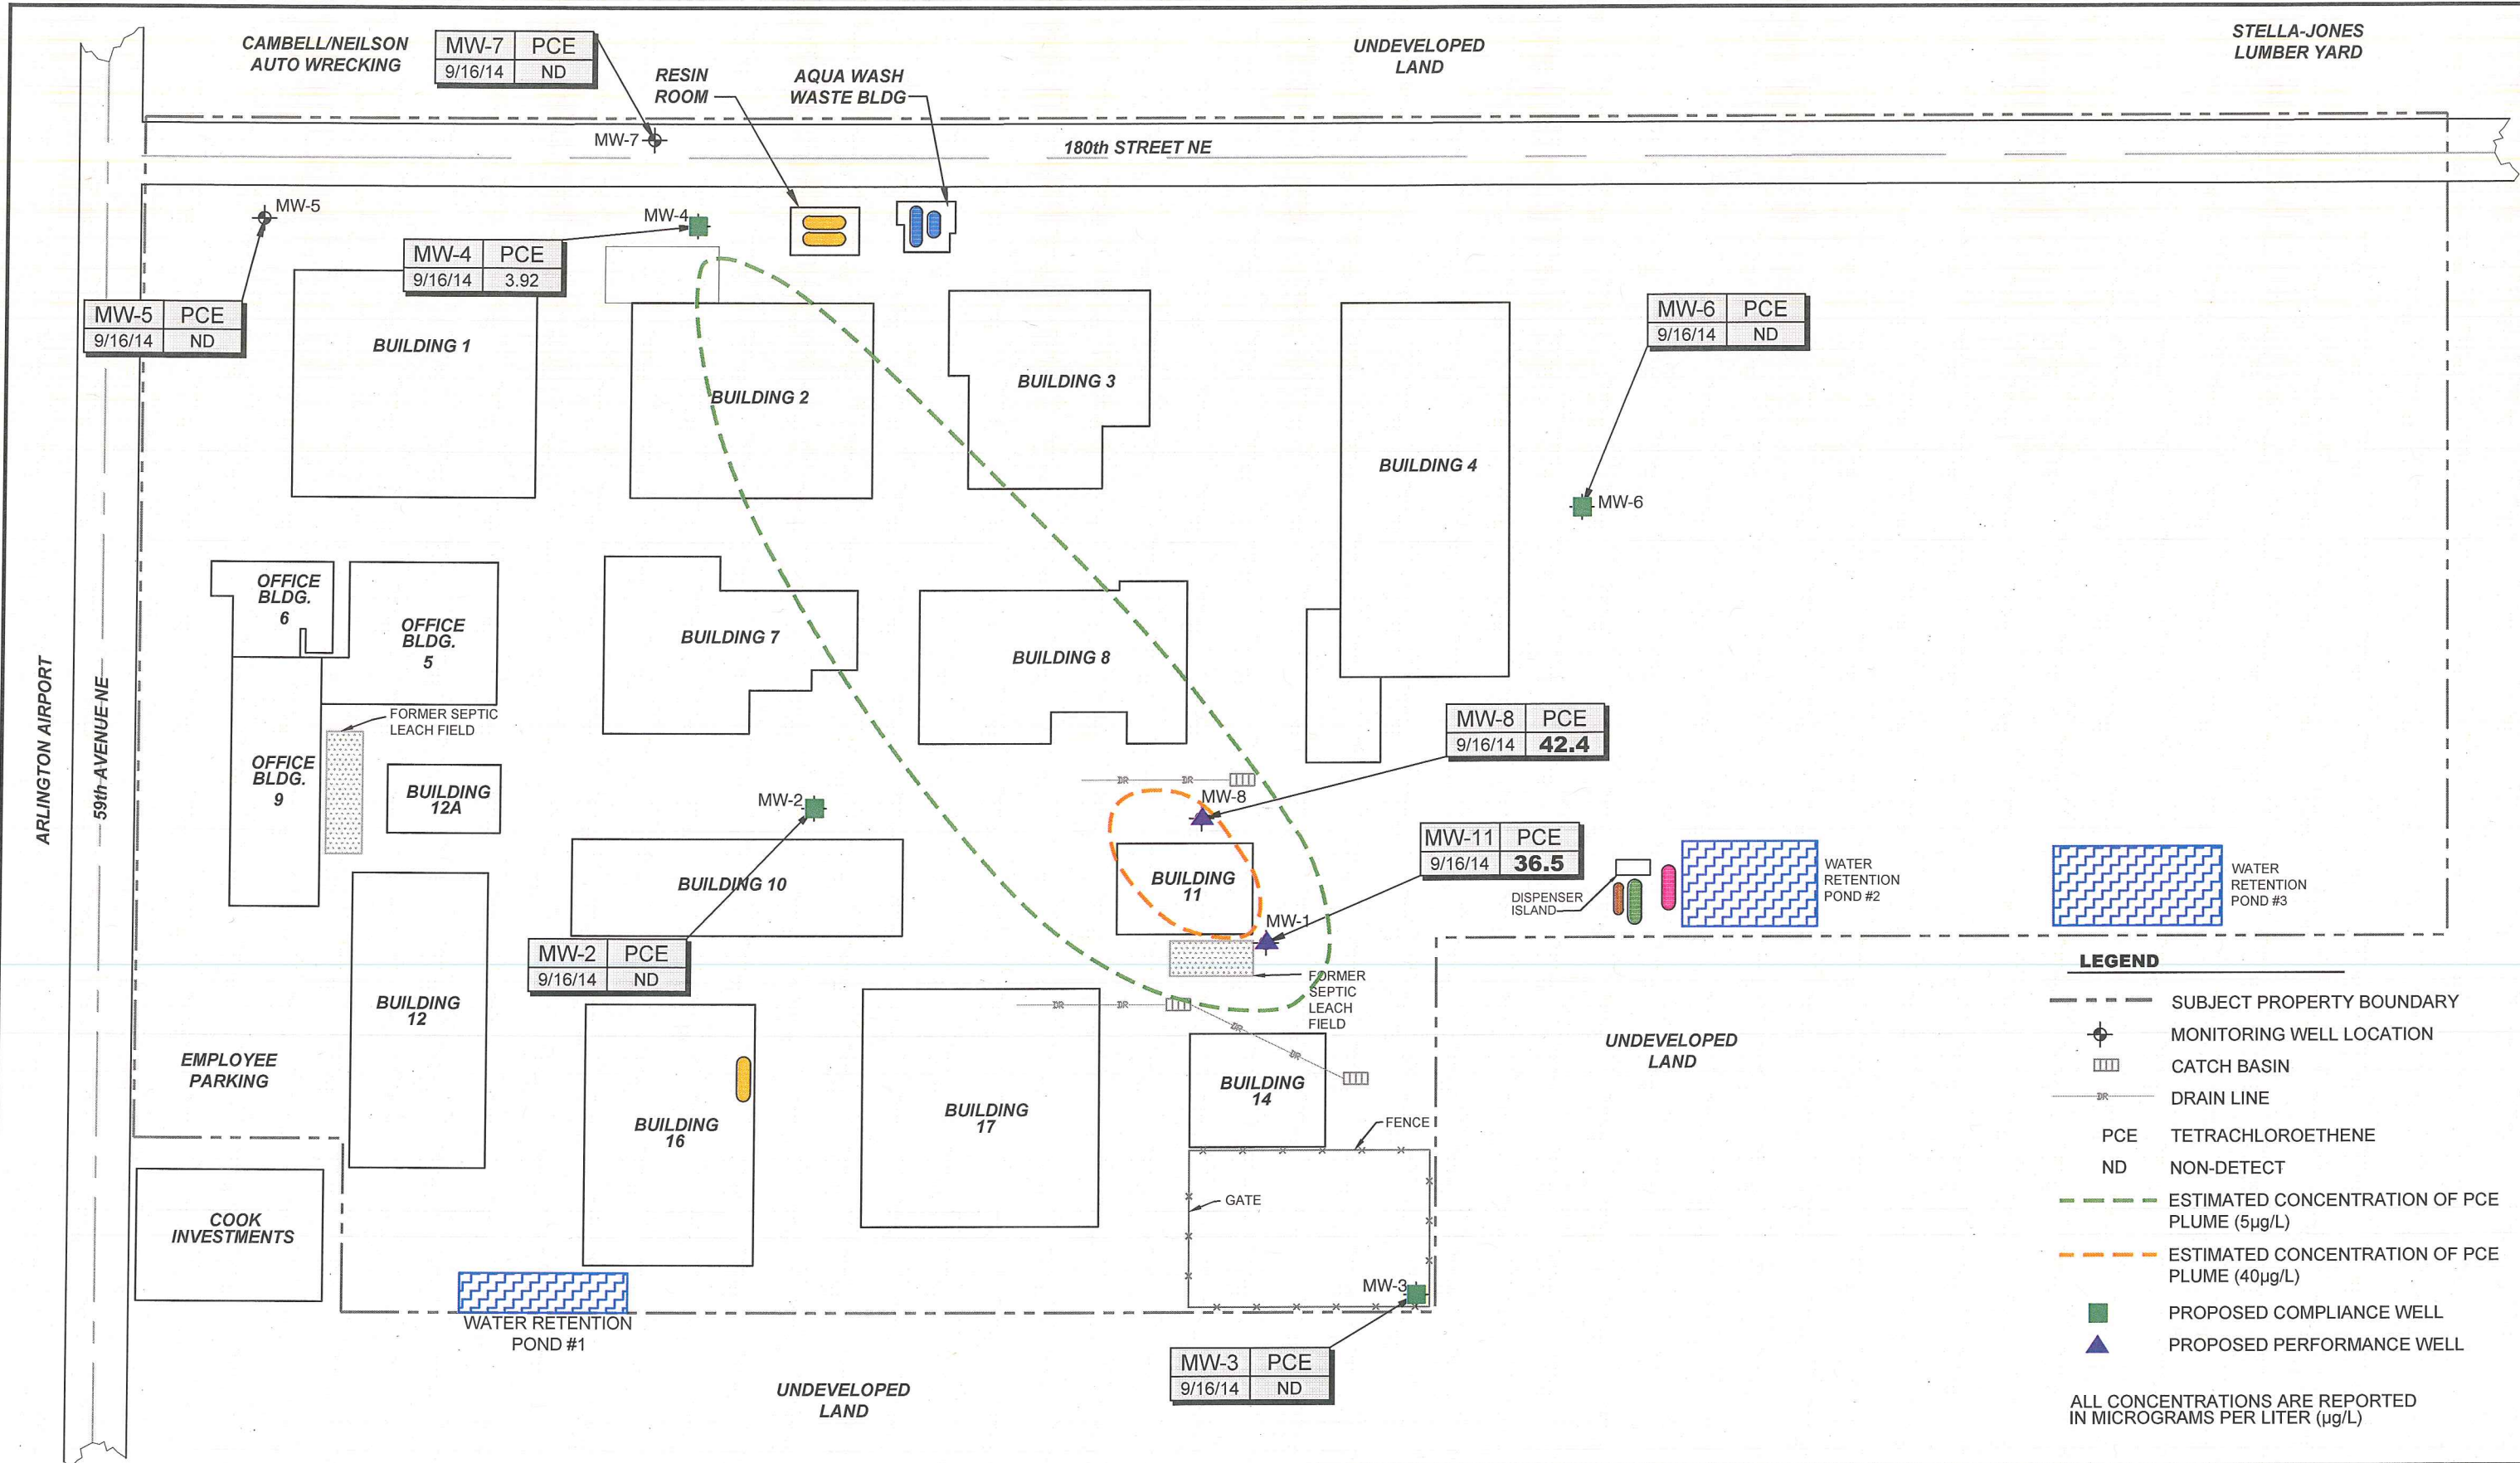 CAMBELL/NEILSON
AUTO WRECKING
MW-7 PCE
9/16/14 ND
RESIN
ROOM
AQUA WASH
WASTE BLDG
UNDEVELOPED
LAND
STELLA-JONES
LUMBER YARD
MW-7
180th STREET NE
MW-5
MW-4
MW-4 PCE
9/16/14 3.92
MW-5 PCE
9/16/14 ND
BUILDING 1
BUILDING 2
BUILDING 3
BUILDING 4
MW-6 PCE
9/16/14 ND
MW-6
OFFICE
BLDG.
6
OFFICE
BLDG.
5
BUILDING 7
BUILDING 8
ARLINGTON AIRPORT
59th AVENUE NE
FORMER SEPTIC
LEACH FIELD
OFFICE
BLDG.
9
BUILDING
12A
MW-2
BUILDING 10
MW-2 PCE
9/16/14 ND
DR DR
MW-8
MW-8 PCE
9/16/14 42.4
BUILDING
11
MW-1
MW-11 PCE
9/16/14 36.5
DISPENSER
ISLAND
WATER
RETENTION
POND #2
WATER
RETENTION
POND #3
FORMER
SEPTIC
LEACH
FIELD
DR DR
DR
DR
BUILDING
12
EMPLOYEE
PARKING
BUILDING
16
BUILDING
17
BUILDING
14
FENCE
GATE
UNDEVELOPED
LAND
COOK
INVESTMENTS
WATER RETENTION
POND #1
MW-3
MW-3 PCE
9/16/14 ND
UNDEVELOPED
LAND
LEGEND
SUBJECT PROPERTY BOUNDARY
MONITORING WELL LOCATION
CATCH BASIN
DR DRAIN LINE
PCE TETRACHLOROETHENE
ND NON-DETECT
ESTIMATED CONCENTRATION OF PCE
PLUME (5µg/L)
ESTIMATED CONCENTRATION OF PCE
PLUME (40µg/L)
PROPOSED COMPLIANCE WELL
PROPOSED PERFORMANCE WELL
ALL CONCENTRATIONS ARE REPORTED
IN MICROGRAMS PER LITER (µg/L)